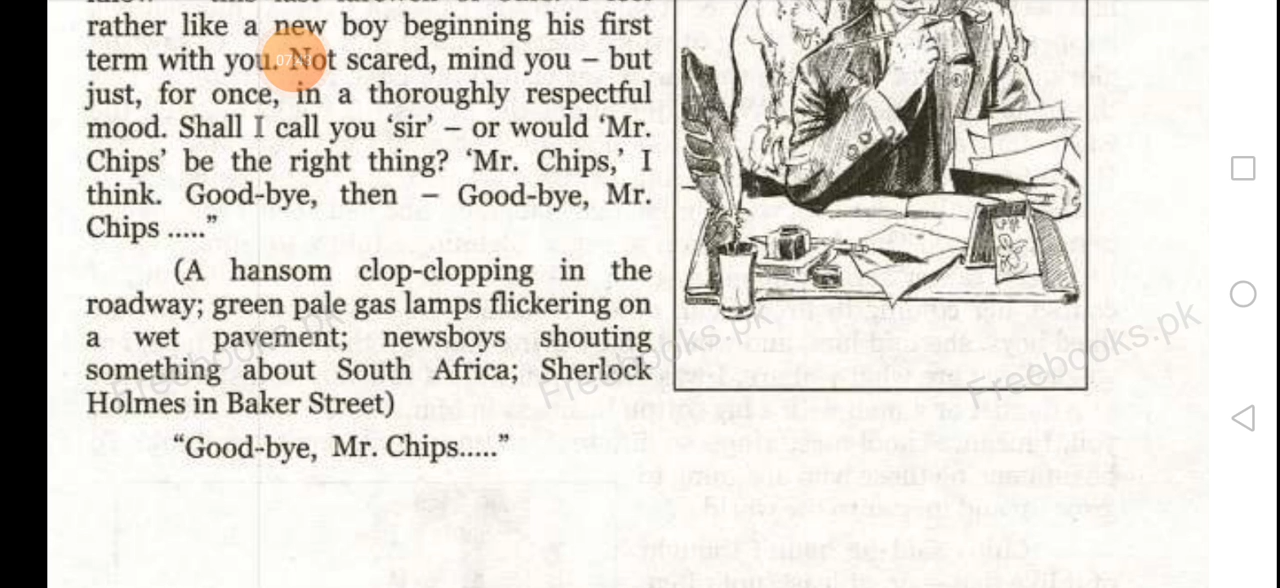 rather like a new boy beginning his first
term with you. Not scared, mind you – but
just, for once, in a thoroughly respectful
mood. Shall I call you ‘sir’ – or would ‘Mr.
Chips’ be the right thing? ‘Mr. Chips,’ I
think. Good-bye, then – Good-bye, Mr.
Chips .....”
(A hansom clop-clopping in the
roadway; green pale gas lamps flickering on
a wet pavement; newsboys shouting
something about South Africa; Sherlock
Holmes in Baker Street)
“Good-bye, Mr. Chips.....”
Freebooks.pk
Freebooks.pk
Freebooks.pk